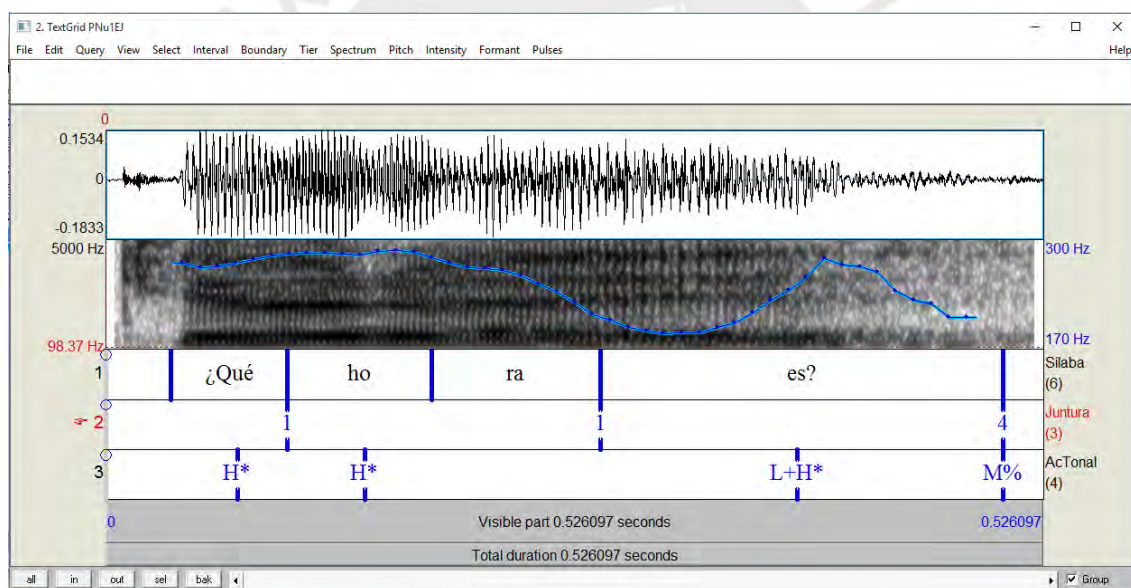 2. TextGrid PNu1EJ
File Edit Query View Select Interval Boundary Tier Spectrum Pitch Intensity Formant Pulses Help
0
0.1534
0
-0.1833
5000 Hz 300 Hz
98.37 Hz 170 Hz
1 ¿Qué ho ra es? Sílaba (6)
2 1 1 4 Juntura (3)
3 H* H* L+H* M% AcTonal (4)
0 Visible part 0.526097 seconds 0.526097
Total duration 0.526097 seconds
all in out sel bak Group